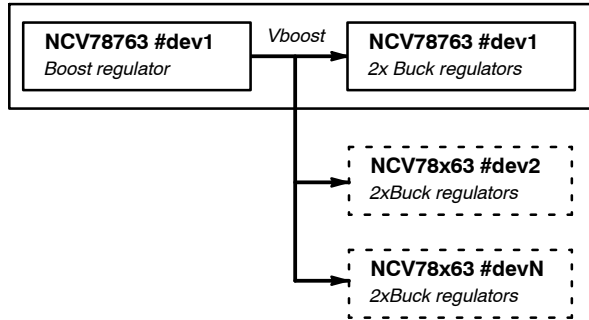 NCV78763 #dev1
Boost regulator
Vboost
NCV78763 #dev1
2x Buck regulators
NCV78x63 #dev2
2xBuck regulators
NCV78x63 #devN
2xBuck regulators